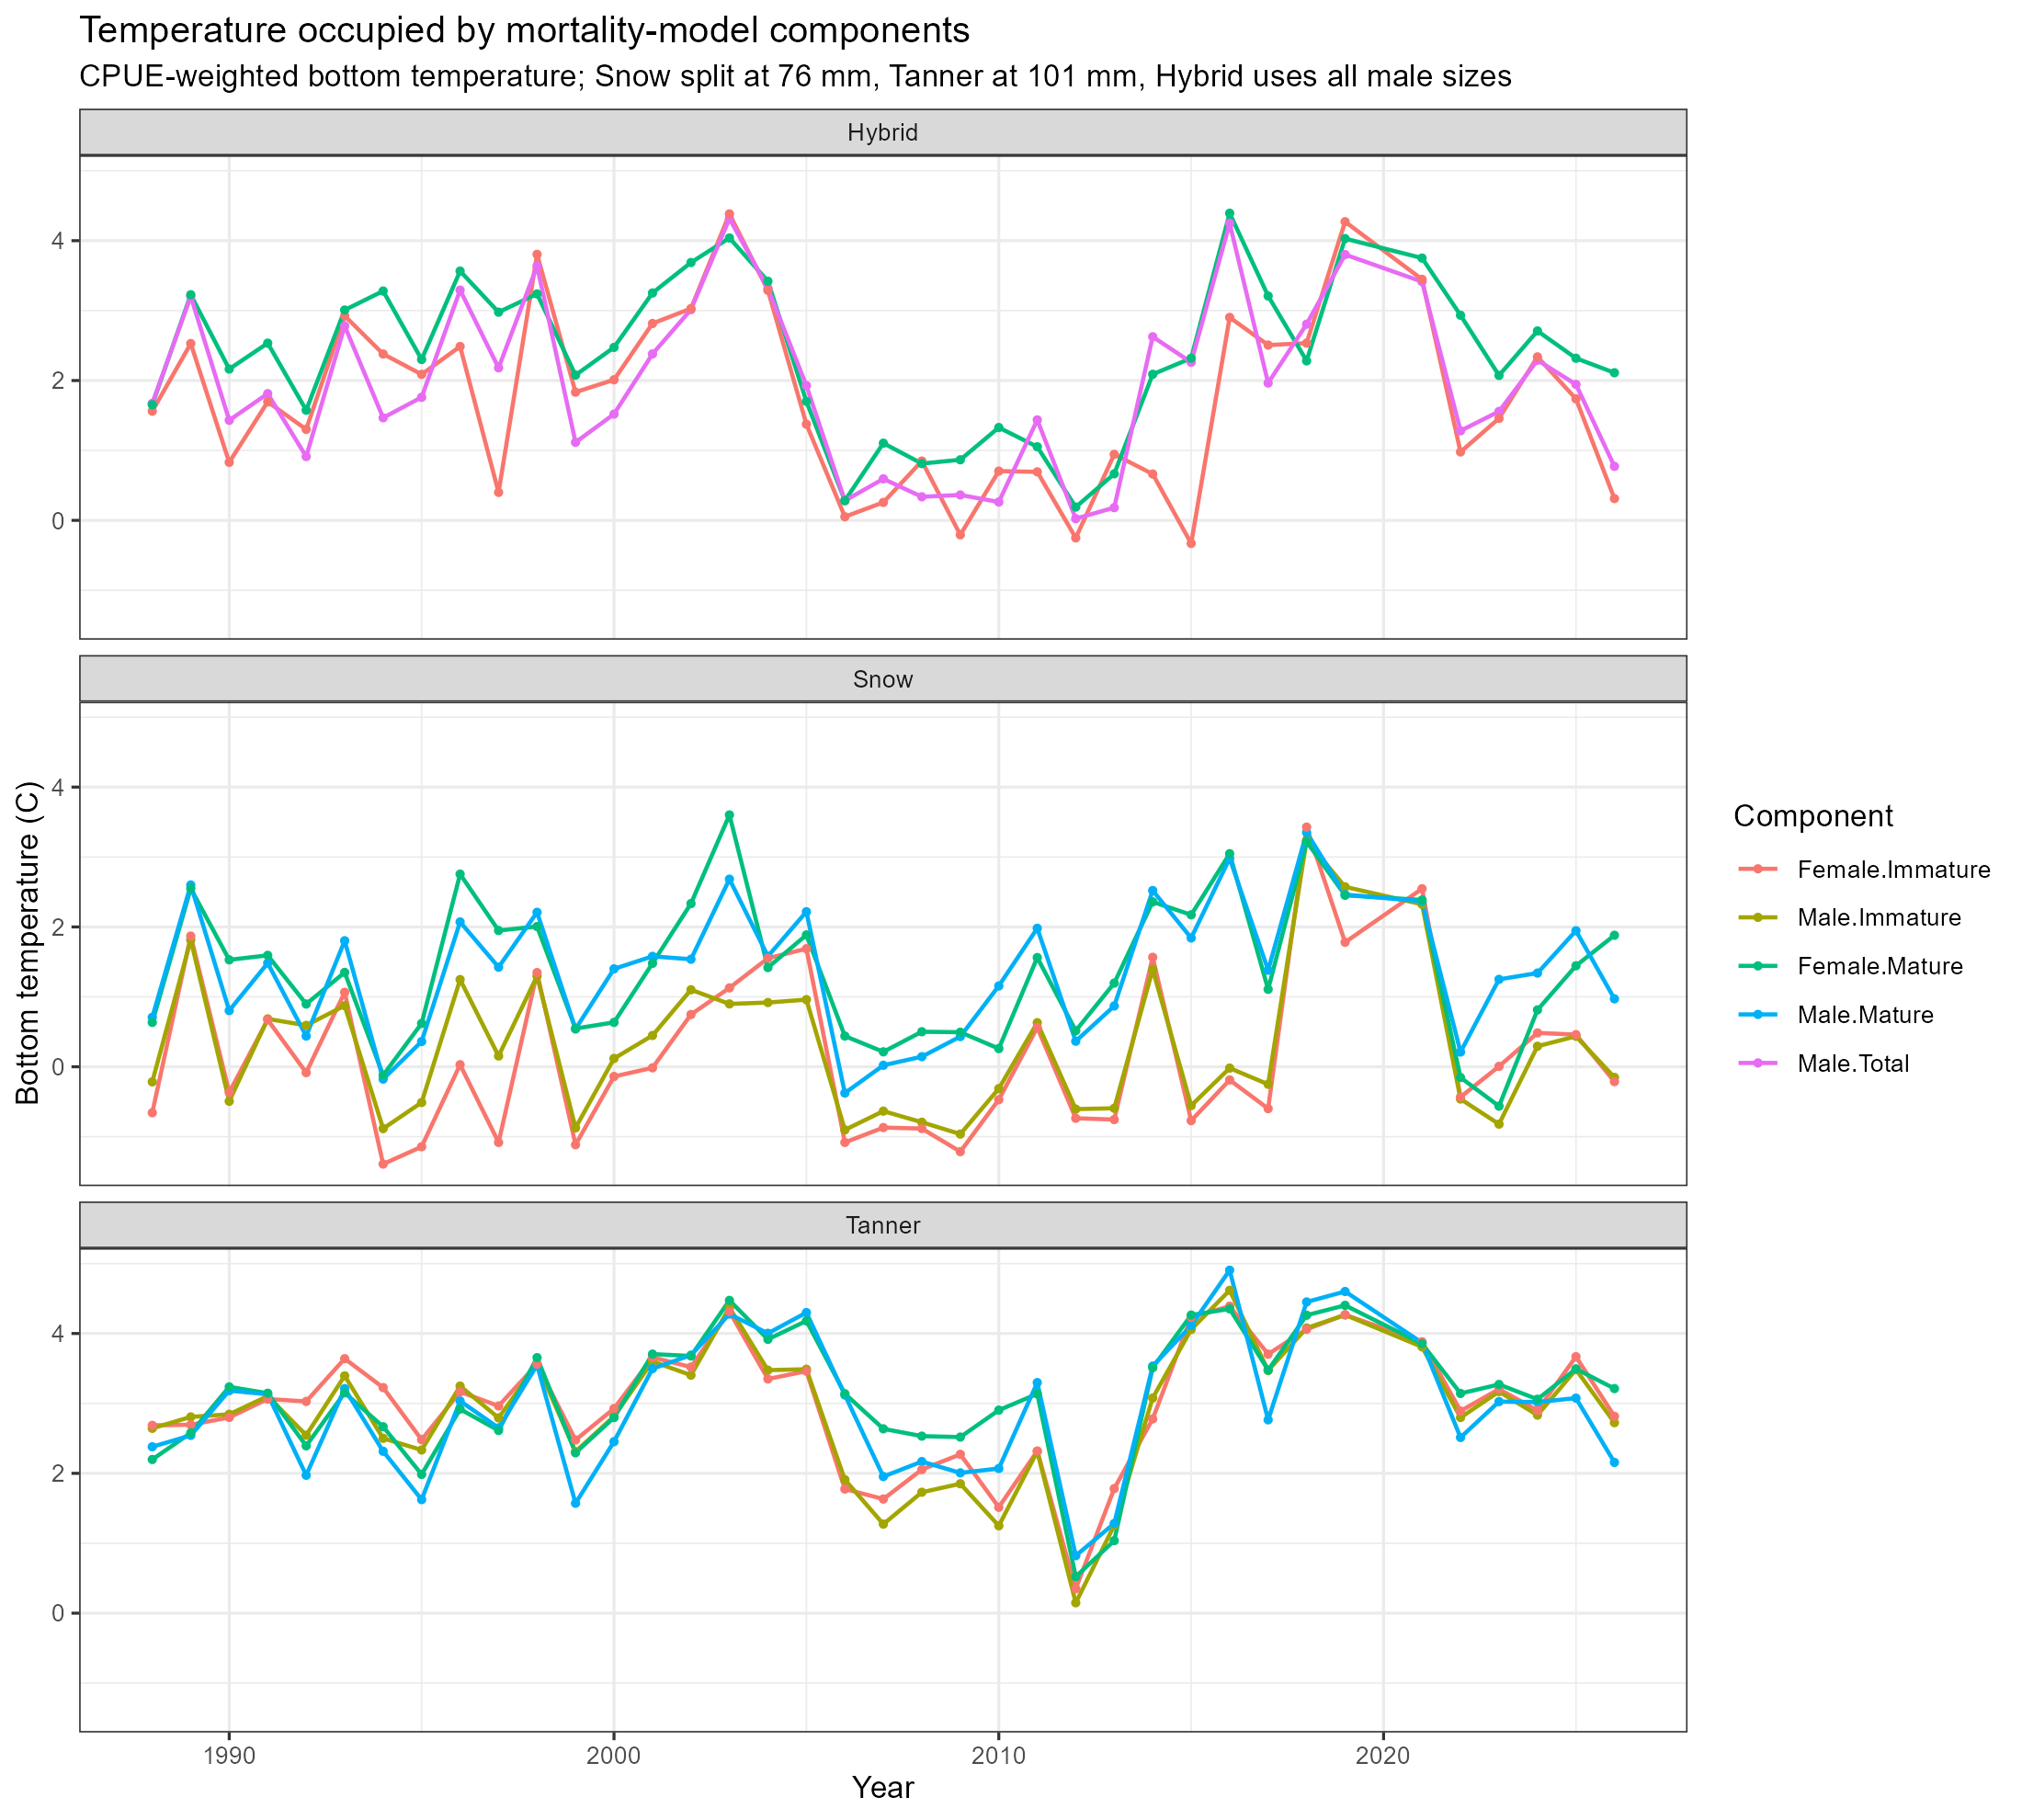 Temperature occupied by mortality-model components
CPUE-weighted bottom temperature; Snow split at 76 mm, Tanner at 101 mm, Hybrid uses all male sizes
Hybrid
4
2
0
Snow
4
2
0
Tanner
4
2
0
1990 2000 2010 2020
Year
Bottom temperature (C)
Component
Female.Immature
Male.Immature
Female.Mature
Male.Mature
Male.Total